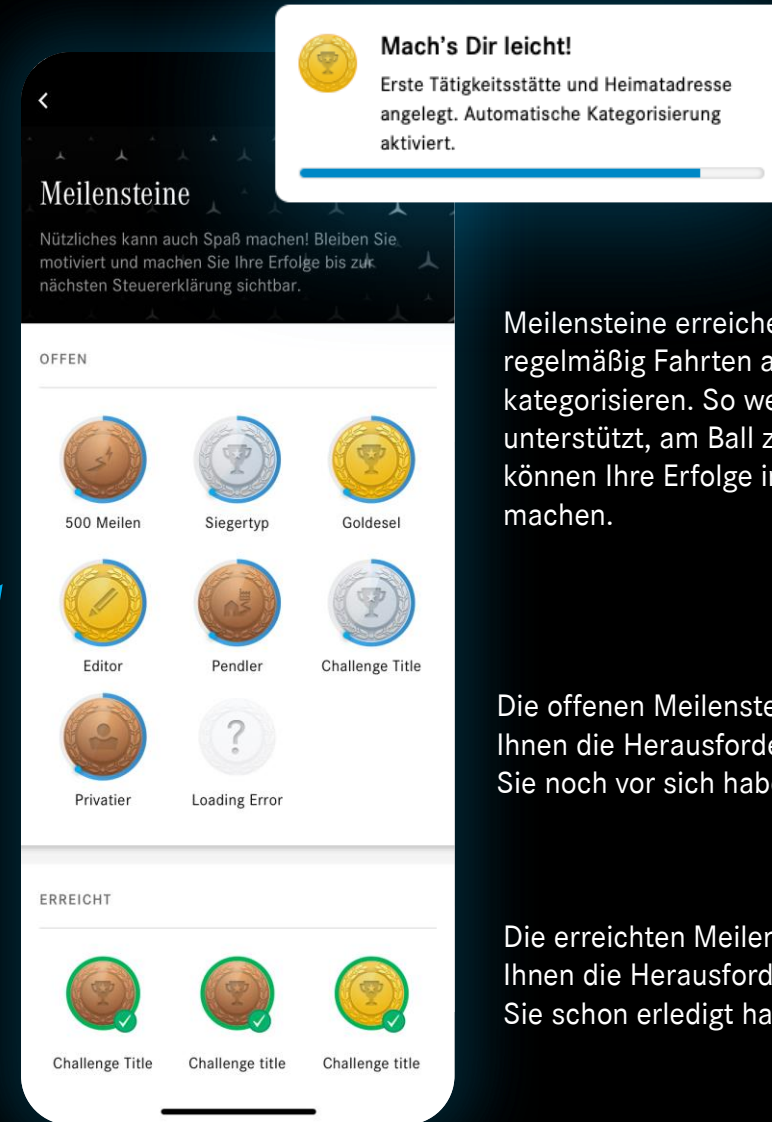 Mach's Dir leicht!
Erste Tätigkeitsstätte und Heimatadresse
angelegt. Automatische Kategorisierung
aktiviert.
Meilensteine
Nützliches kann auch Spaß machen! Bleiben Sie
motiviert und machen Sie Ihre Erfolge bis zur
nächsten Steuererklärung sichtbar.
OFFEN
500 Meilen
Siegertyp
Goldesel
Editor
Pendler
Challenge Title
?
Privatier
Loading Error
ERREICHT
Challenge Title
Challenge title
Challenge title
Meilensteine erreiche
regelmäßig Fahrten a
kategorisieren. So we
unterstützt, am Ball z
können Ihre Erfolge i
machen.
Die offenen Meilenste
Ihnen die Herausforde
Sie noch vor sich habe
Die erreichten Meilen
Ihnen die Herausford
Sie schon erledigt ha